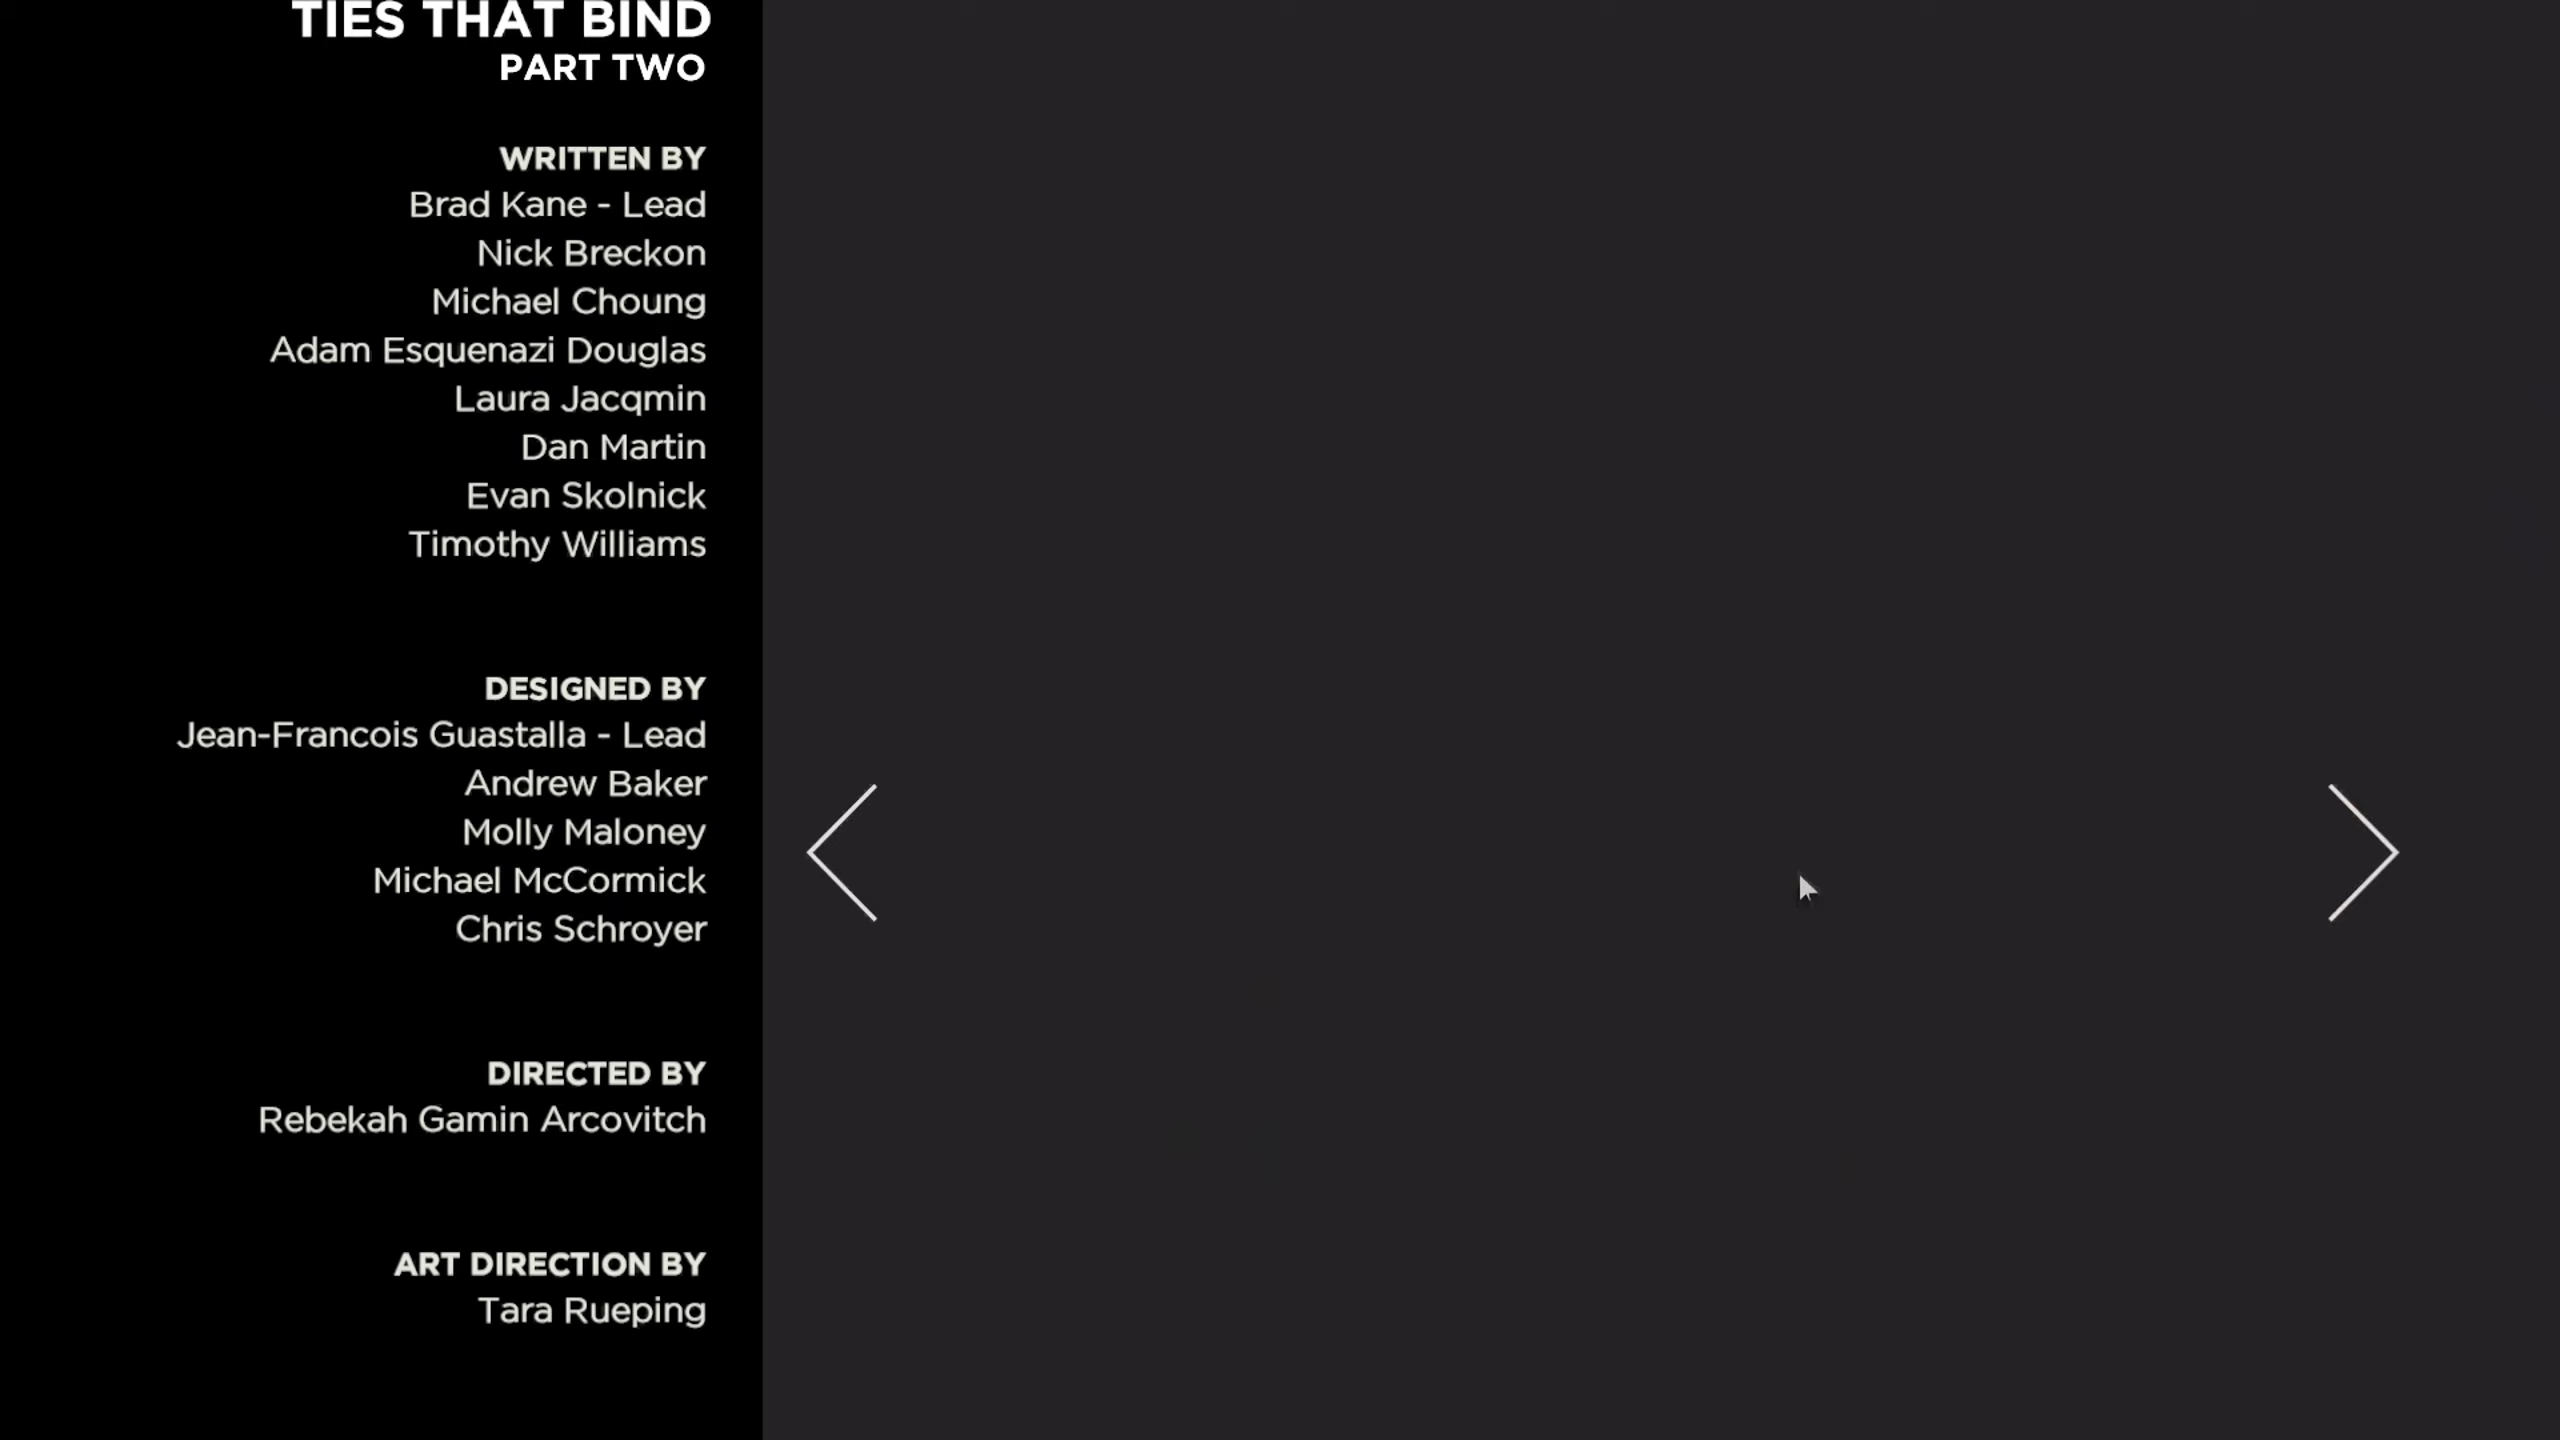 TIES THAT BIND
PART TWO
WRITTEN BY
Brad Kane - Lead
Nick Breckon
Michael Choung
Adam Esquenazi Douglas
Laura Jacqmin
Dan Martin
Evan Skolnick
Timothy Williams
DESIGNED BY
Jean-Francois Guastalla - Lead
Andrew Baker
Molly Maloney
Michael McCormick
Chris Schroyer
DIRECTED BY
Rebekah Gamin Arcovitch
ART DIRECTION BY
Tara Rueping